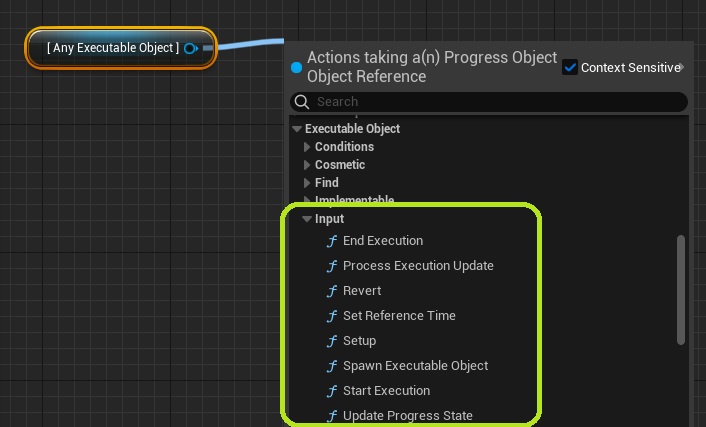 [ Any Executable Object ]
Actions taking a(n) Progress Object
Object Reference
Context Sensitive
Search
Executable Object
Conditions
Cosmetic
Find
Implementable
Input
End Execution
Process Execution Update
Revert
Set Reference Time
Setup
Spawn Executable Object
Start Execution
Update Progress State